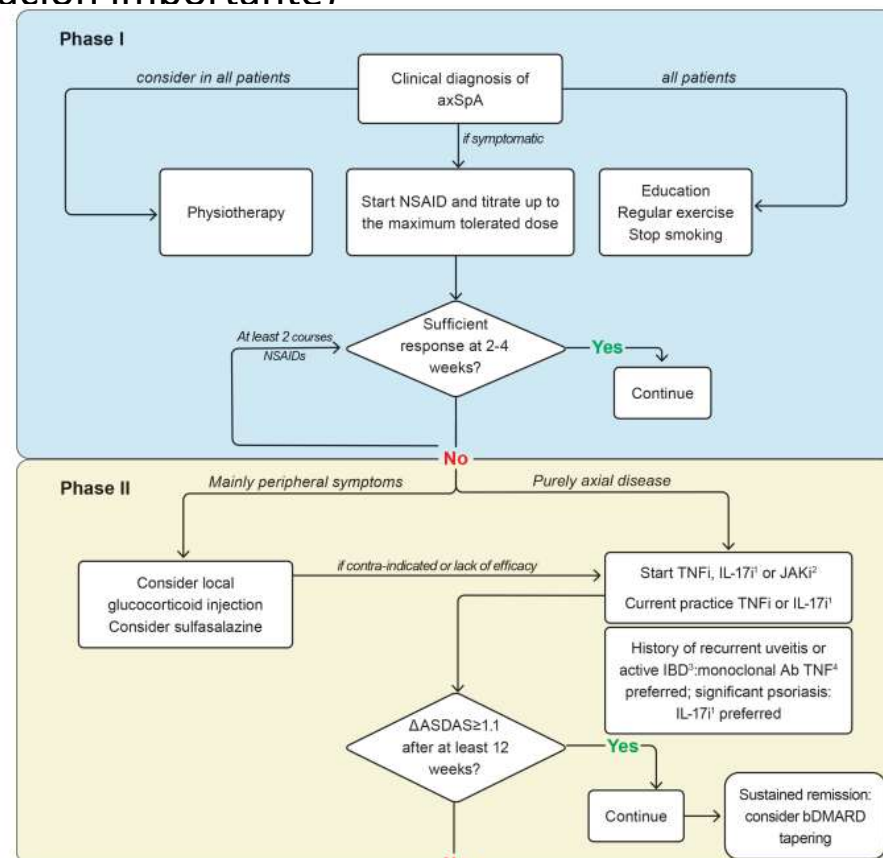 Phase I
consider in all patients
Clinical diagnosis of
axSpA
all patients
if symptomatic
Physiotherapy
Start NSAID and titrate up to
the maximum tolerated dose
Education
Regular exercise
Stop smoking
At least 2 courses
NSAIDs
Sufficient
response at 2-4
weeks?
Yes
Continue
No
Phase II
Mainly peripheral symptoms
Purely axial disease
Consider local
glucocorticoid injection
Consider sulfasalazine
if contra-indicated or lack of efficacy
Start TNFi, IL-17i¹ or JAKi²
Current practice TNFi or IL-17i¹
History of recurrent uveitis or
active IBD³:monoclonal Ab TNF⁴
preferred; significant psoriasis:
IL-17i¹ preferred
ΔASDAS≥1.1
after at least 12
weeks?
Yes
Continue
Sustained remission:
consider bDMARD
tapering